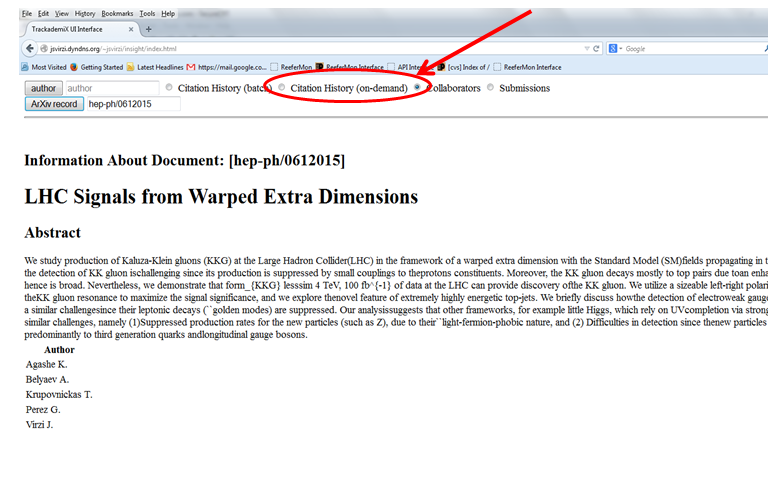 File Edit View History Bookmarks Tools Help
TrackademiX UI Interface
jsvirzi.dyndns.org/~jsvirzi/insight/index.html
Google
Most Visited Getting Started Latest Headlines https://mail.google.co... ReeferMon ReeferMon Interface API Inte [cvs] Index of / ReeferMon Interface
author author Citation History (batch Citation History (on-demand) Collaborators Submissions
ArXiv record hep-ph/0612015
Information About Document: [hep-ph/0612015]
LHC Signals from Warped Extra Dimensions
Abstract
We study production of Kaluza-Klein gluons (KKG) at the Large Hadron Collider(LHC) in the framework of a warped extra dimension with the Standard Model (SM)fields propagating in t
the detection of KK gluon ischallenging since its production is suppressed by small couplings to theprotons constituents. Moreover, the KK gluon decays mostly to top pairs due toan enha
hence is broad. Nevertheless, we demonstrate that form_{KKG} lesssim 4 TeV, 100 fb^{-1} of data at the LHC can provide discovery ofthe KK gluon. We utilize a sizeable left-right polari
theKK gluon resonance to maximize the signal significance, and we explore thenovel feature of extremely highly energetic top-jets. We briefly discuss howthe detection of electroweak gauge
a similar challengesince their leptonic decays (``golden modes) are suppressed. Our analysissuggests that other frameworks, for example little Higgs, which rely on UVcompletion via strong
similar challenges, namely (1)Suppressed production rates for the new particles (such as Z), due to their``light-fermion-phobic nature, and (2) Difficulties in detection since thenew particles
predominantly to third generation quarks andlongitudinal gauge bosons.
Author
Agashe K.
Belyaev A.
Krupovnickas T.
Perez G.
Virzi J.